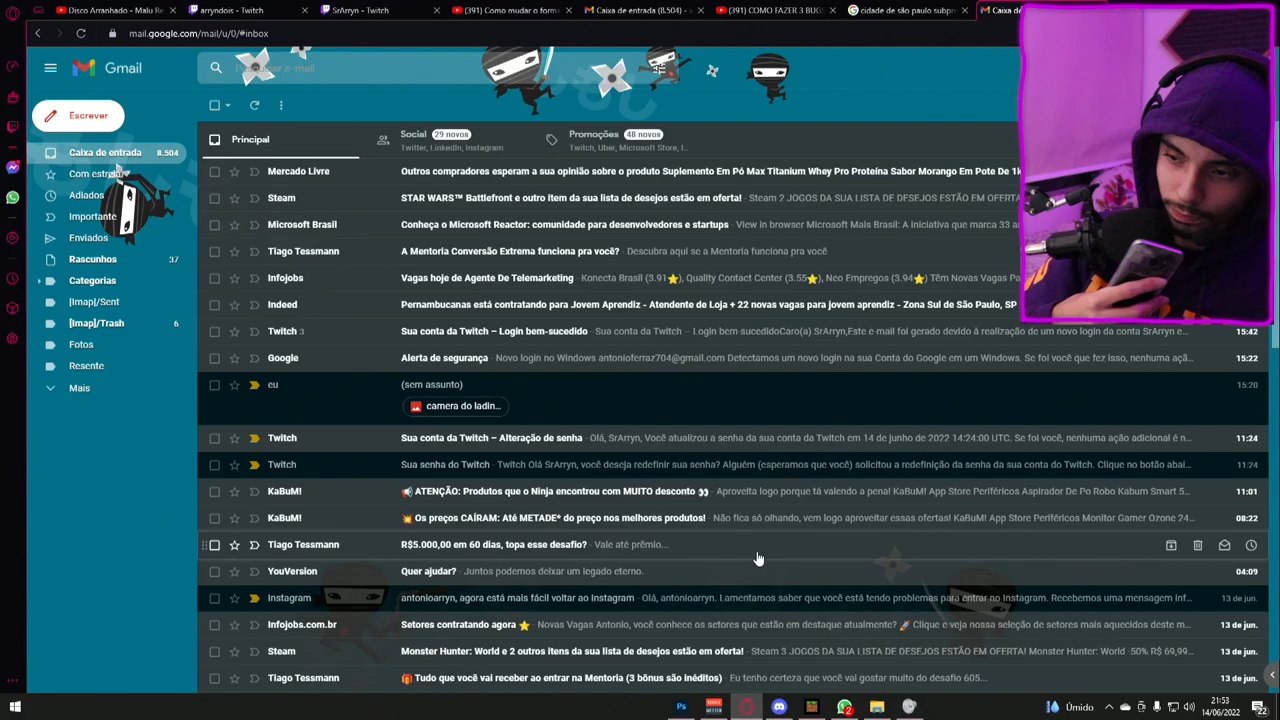 Disco Arranhado - Malu Re
arryndois - Twitch
SrArryn - Twitch
(391) Como mudar o forma
Caixa de entrada (8.504) - a
(391) COMO FAZER 3 BUG
cidade de são paulo subpr
Caixa de en
mail.google.com/mail/u/0/#inbox
Gmail
Pesquisar e-mail
Escrever
Principal
Social 29 novos
Twitter, LinkedIn, Instagram
Promoções 48 novos
Twitch, Uber, Microsoft Store, I...
Caixa de entrada 8.504
Com estrela
Adiados
Importante
Enviados
Rascunhos 37
Categorias
[Imap]/Sent
[Imap]/Trash 6
Fotos
Resente
Mais
Mercado Livre Outros compradores esperam a sua opinião sobre o produto Suplemento Em Pó Max Titanium Whey Pro Proteína Sabor Morango Em Pote De 1k
Steam STAR WARS™ Battlefront e outro item da sua lista de desejos estão em oferta! - Steam 2 JOGOS DA SUA LISTA DE DESEJOS ESTÃO EM OFERTA!
Microsoft Brasil Conheça o Microsoft Reactor: comunidade para desenvolvedores e startups - View in browser Microsoft Mais Brasil: A iniciativa que marca 33 an
Tiago Tessmann A Mentoria Conversão Extrema funciona pra você? - Descubra aqui se a Mentoria funciona pra você
Infojobs Vagas hoje de Agente De Telemarketing - Konecta Brasil (3.91⭐), Quality Contact Center (3.55⭐), Neo Empregos (3.94⭐) Têm Novas Vagas Pa
Indeed Pernambucanas está contratando para Jovem Aprendiz - Atendente de Loja + 22 novas vagas para jovem aprendiz - Zona Sul de São Paulo, SP
Twitch 3 Sua conta da Twitch – Login bem-sucedido - Sua conta da Twitch – Login bem-sucedidoCaro(a) SrArryn,Este e-mail foi gerado devido à realização de um novo login da conta SrArryn e... 15:42
Google Alerta de segurança - Novo login no Windows antonioferraz704@gmail.com Detectamos um novo login na sua Conta do Google em um Windows. Se foi você que fez isso, nenhuma açã... 15:22
eu (sem assunto) 15:20
camera do ladin...
Twitch Sua conta da Twitch – Alteração de senha - Olá, SrArryn, Você atualizou a senha da sua conta da Twitch em 14 de junho de 2022 14:24:00 UTC. Se foi você, nenhuma ação adicional é n... 11:24
Twitch Sua senha do Twitch - Twitch Olá SrArryn, você deseja redefinir sua senha? Alguém (esperamos que você) solicitou a redefinição da senha da sua conta do Twitch. Clique no botão abai... 11:24
KaBuM! 📢 ATENÇÃO: Produtos que o Ninja encontrou com MUITO desconto 👀 - Aproveita logo porque tá valendo a pena! KaBuM! App Store Periféricos Aspirador De Po Robo Kabum Smart 5... 11:01
KaBuM! 💥 Os preços CAÍRAM: Até METADE* do preço nos melhores produtos! - Não fica só olhando, vem logo aproveitar essas ofertas! KaBuM! App Store Periféricos Monitor Gamer Ozone 24... 08:22
Tiago Tessmann R$5.000,00 em 60 dias, topa esse desafio? - Vale até prêmio...
YouVersion Quer ajudar? - Juntos podemos deixar um legado eterno. 04:09
Instagram antonioarryn, agora está mais fácil voltar ao Instagram - Olá, antonioarryn. Lamentamos saber que você está tendo problemas para entrar no Instagram. Recebemos uma mensagem inf... 13 de jun.
Infojobs.com.br Setores contratando agora ⭐ - Novas Vagas Antonio, você conhece os setores que estão em destaque atualmente? 🚀 Clique e veja nossa seleção de setores mais aquecidos deste m... 13 de jun.
Steam Monster Hunter: World e 2 outros itens da sua lista de desejos estão em oferta! - Steam 3 JOGOS DA SUA LISTA DE DESEJOS ESTÃO EM OFERTA! Monster Hunter: World -50% R$ 69,99... 13 de jun.
Tiago Tessmann 🎁 Tudo que você vai receber ao entrar na Mentoria (3 bônus são inéditos) - Eu tenho certeza que você vai gostar muito do desafio 605... 13 de jun.
Úmido
21:53
14/06/2022
22